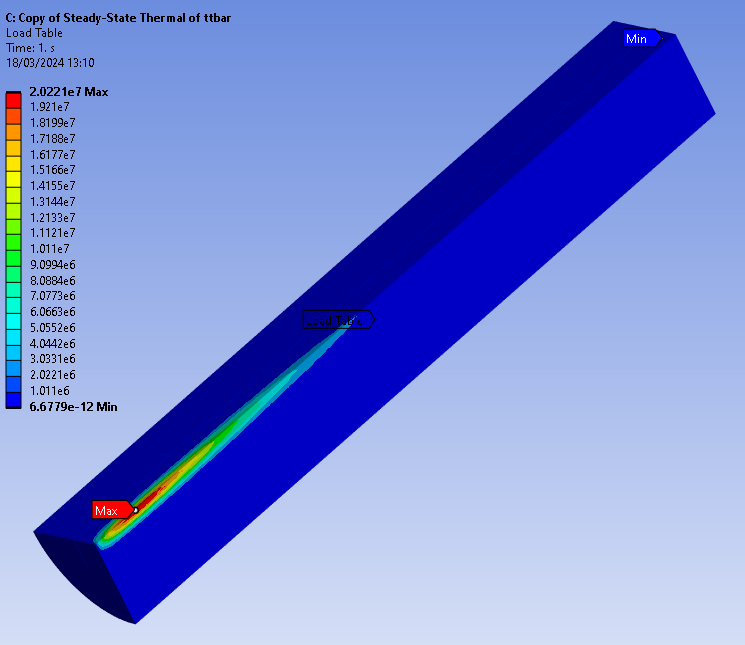 C: Copy of Steady-State Thermal of ttbar
Load Table
Time: 1. s
18/03/2024 13:10
2.0221e7 Max
1.921e7
1.8199e7
1.7188e7
1.6177e7
1.5166e7
1.4155e7
1.3144e7
1.2133e7
1.1121e7
1.011e7
9.0994e6
8.0884e6
7.0773e6
6.0663e6
5.0552e6
4.0442e6
3.0331e6
2.0221e6
1.011e6
6.6779e-12 Min
Min
Load Table
Max